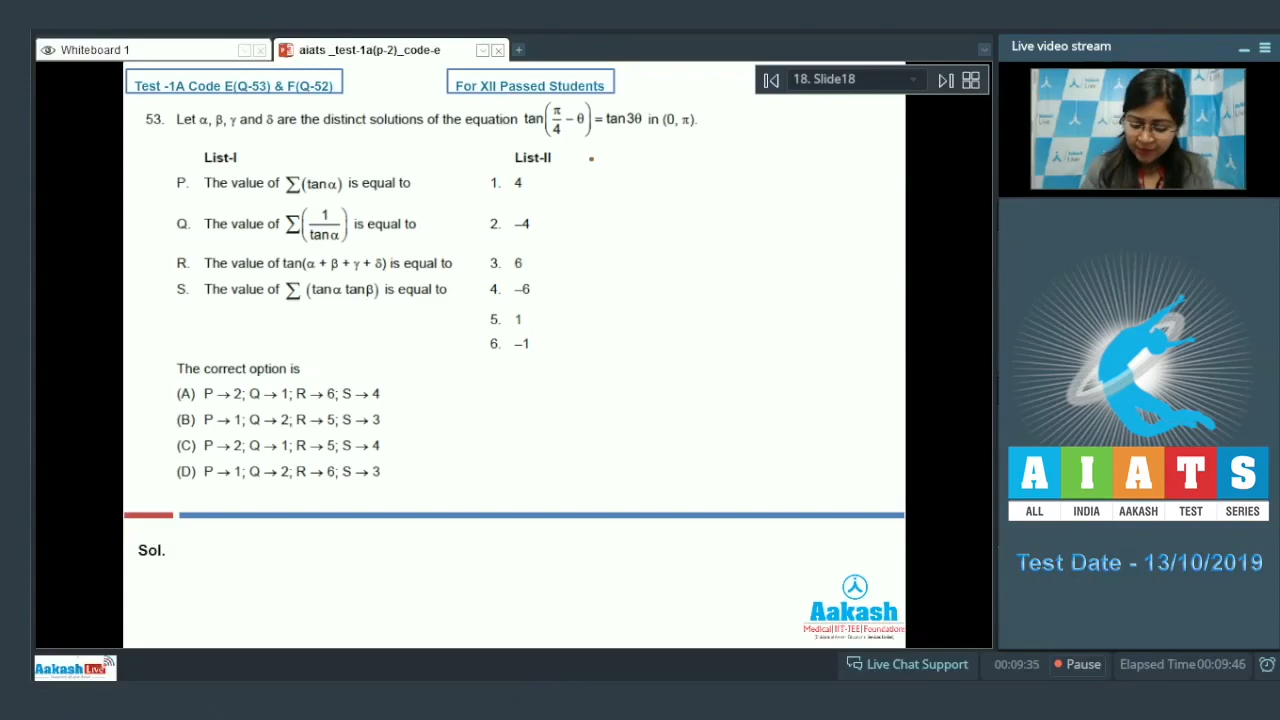 Whiteboard 1
aiats _test-1a(p-2)_code-e
Live video stream
Test -1A Code E(Q-53) & F(Q-52)
For XII Passed Students
18. Slide18
53. Let α, β, γ and δ are the distinct solutions of the equation tan(π/4 − θ) = tan3θ in (0, π).
List-I List-II
P. The value of ∑(tanα) is equal to 1. 4
Q. The value of ∑(1/tanα) is equal to 2. –4
R. The value of tan(α + β + γ + δ) is equal to 3. 6
S. The value of ∑ (tanα tanβ) is equal to 4. –6
5. 1
6. –1
The correct option is
(A) P → 2; Q → 1; R → 6; S → 4
(B) P → 1; Q → 2; R → 5; S → 3
(C) P → 2; Q → 1; R → 5; S → 4
(D) P → 1; Q → 2; R → 6; S → 3
Sol.
Aakash
Medical|IIT-JEE|Foundations
A I A T S
ALL INDIA AAKASH TEST SERIES
Test Date - 13/10/2019
Aakash Live
Live Chat Support
00:09:35
Pause
Elapsed Time 00:09:46